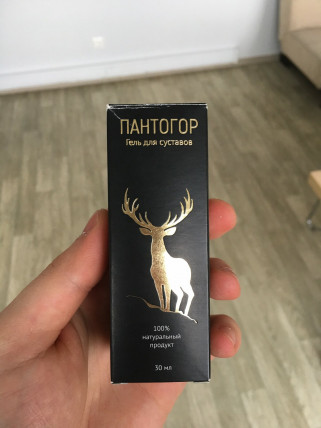 ПАНТОГОР
Гель для суставов
100%
натуральный
продукт
30 мл